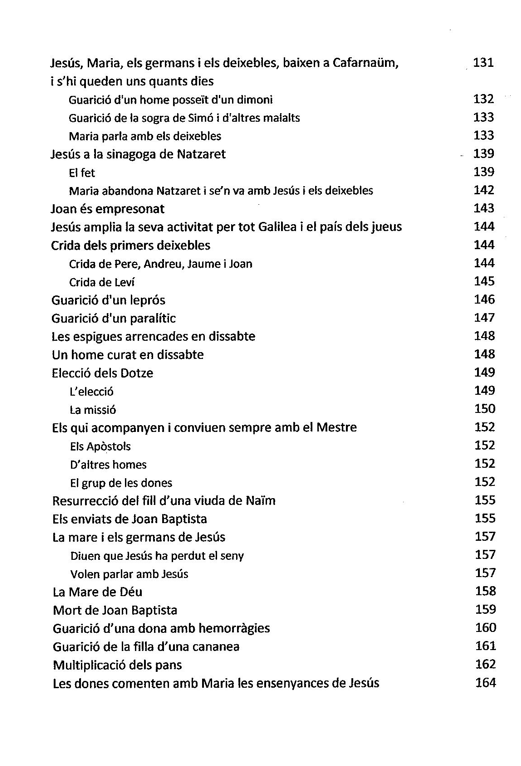 Jesús, Maria, els germans i els deixebles, baixen a Cafarnaüm, 131
i s'hi queden uns quants dies
Guarició d'un home posseït d'un dimoni 132
Guarició de la sogra de Simó i d'altres malalts 133
Maria parla amb els deixebles 133
Jesús a la sinagoga de Natzaret 139
El fet 139
Maria abandona Natzaret i se'n va amb Jesús i els deixebles 142
Joan és empresonat 143
Jesús amplia la seva activitat per tot Galilea i el país dels jueus 144
Crida dels primers deixebles 144
Crida de Pere, Andreu, Jaume i Joan 144
Crida de Leví 145
Guarició d'un leprós 146
Guarició d'un paralític 147
Les espigues arrencades en dissabte 148
Un home curat en dissabte 148
Elecció dels Dotze 149
L'elecció 149
La missió 150
Els qui acompanyen i conviuen sempre amb el Mestre 152
Els Apòstols 152
D'altres homes 152
El grup de les dones 152
Resurrecció del fill d'una viuda de Naïm 155
Els enviats de Joan Baptista 155
La mare i els germans de Jesús 157
Diuen que Jesús ha perdut el seny 157
Volen parlar amb Jesús 157
La Mare de Déu 158
Mort de Joan Baptista 159
Guarició d'una dona amb hemorràgies 160
Guarició de la filla d'una cananea 161
Multiplicació dels pans 162
Les dones comenten amb Maria les ensenyances de Jesús 164